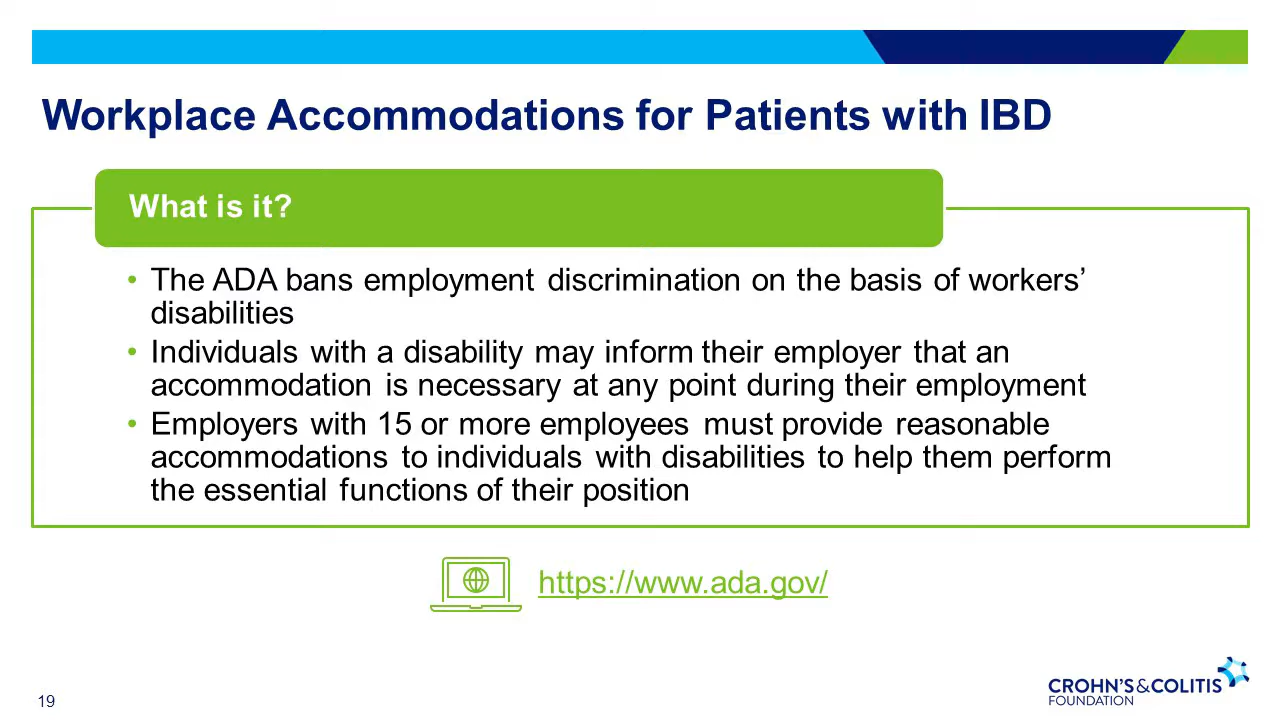 Workplace Accommodations for Patients with IBD
What is it?
• The ADA bans employment discrimination on the basis of workers’
disabilities
• Individuals with a disability may inform their employer that an
accommodation is necessary at any point during their employment
• Employers with 15 or more employees must provide reasonable
accommodations to individuals with disabilities to help them perform
the essential functions of their position
https://www.ada.gov/
19
CROHN’S&COLITIS
FOUNDATION